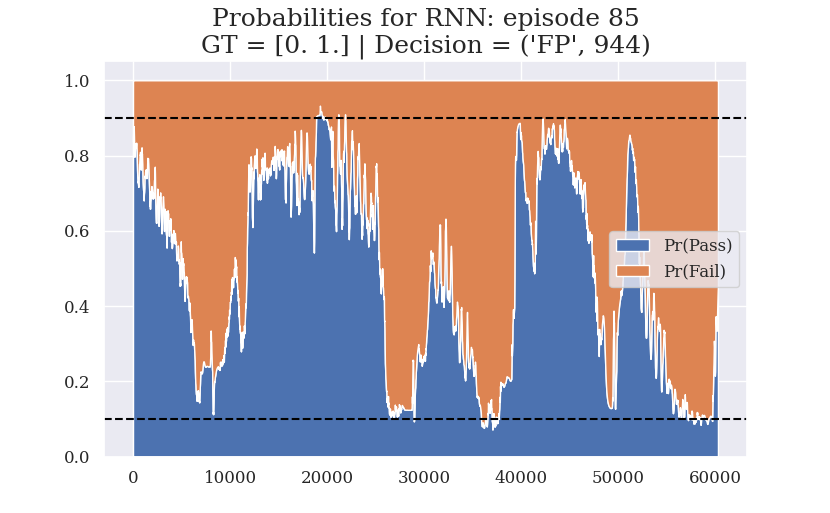 Probabilities for RNN: episode 85
GT = [0. 1.] | Decision = ('FP', 944)
1.0
0.8
0.6
0.4
0.2
0.0
Pr(Pass)
Pr(Fail)
0 10000 20000 30000 40000 50000 60000